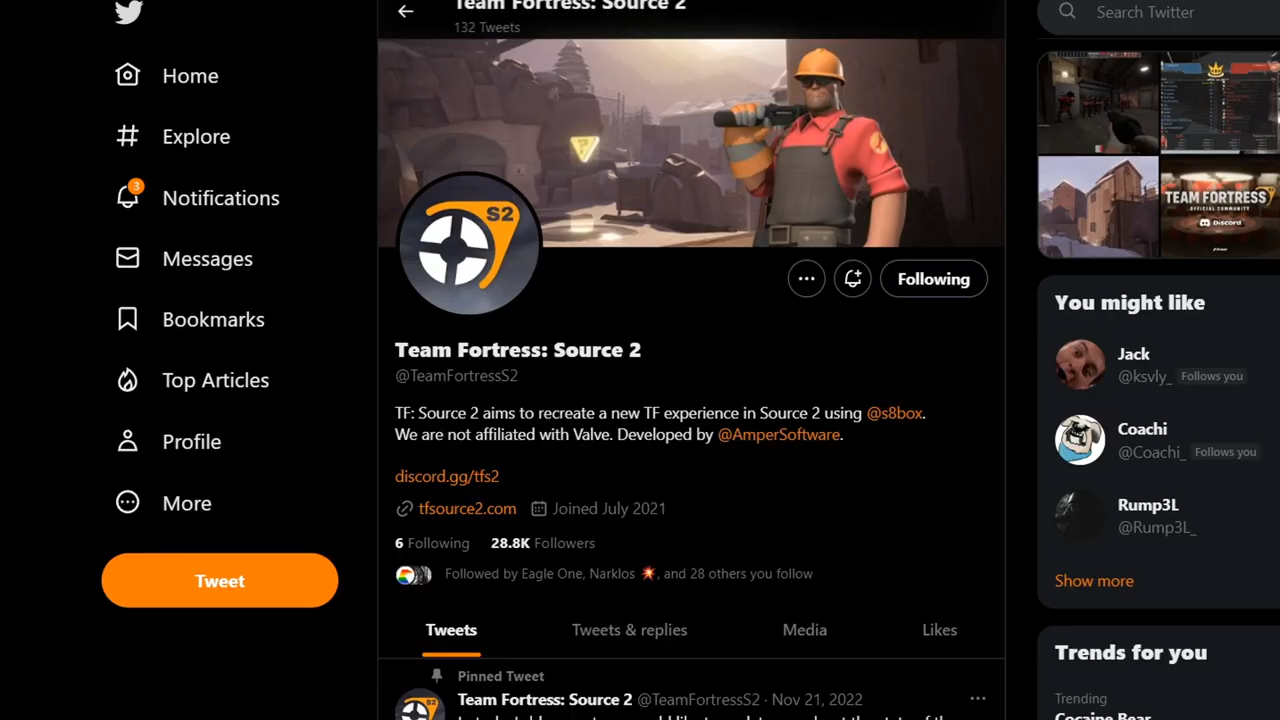 Team Fortress: Source 2
132 Tweets
Search Twitter
Home
Explore
3
Notifications
Messages
Bookmarks
Top Articles
Profile
More
Tweet
S2
Following
Team Fortress: Source 2
@TeamFortressS2
TF: Source 2 aims to recreate a new TF experience in Source 2 using @s8box.
We are not affiliated with Valve. Developed by @AmperSoftware.
discord.gg/tfs2
tfsource2.com Joined July 2021
6 Following 28.8K Followers
Followed by Eagle One, Narklos 💥, and 28 others you follow
Tweets Tweets & replies Media Likes
Pinned Tweet
Team Fortress: Source 2 @TeamFortressS2 · Nov 21, 2022
TEAM FORTRESS
OFFICIAL COMMUNITY
Discord
You might like
Jack
@ksvly_ Follows you
Coachi
@Coachi_ Follows you
Rump3L
@Rump3L_
Show more
Trends for you
Trending
Cocaine Bear